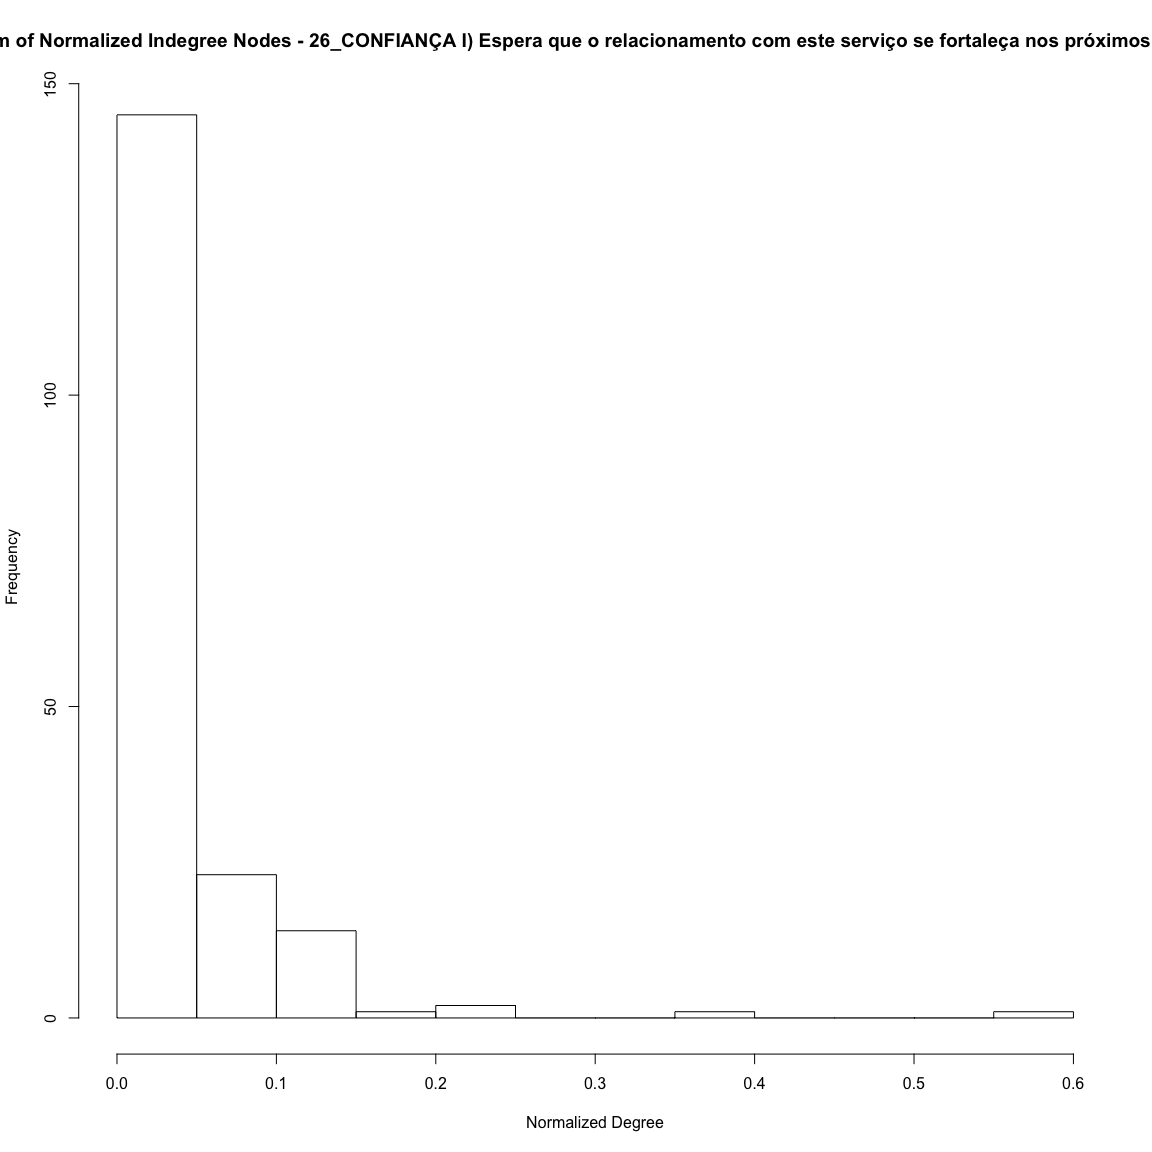 m of Normalized Indegree Nodes - 26_CONFIANÇA I) Espera que o relacionamento com este serviço se fortaleça nos próximos
150
100
50
0
Frequency
0.0 0.1 0.2 0.3 0.4 0.5 0.6
Normalized Degree